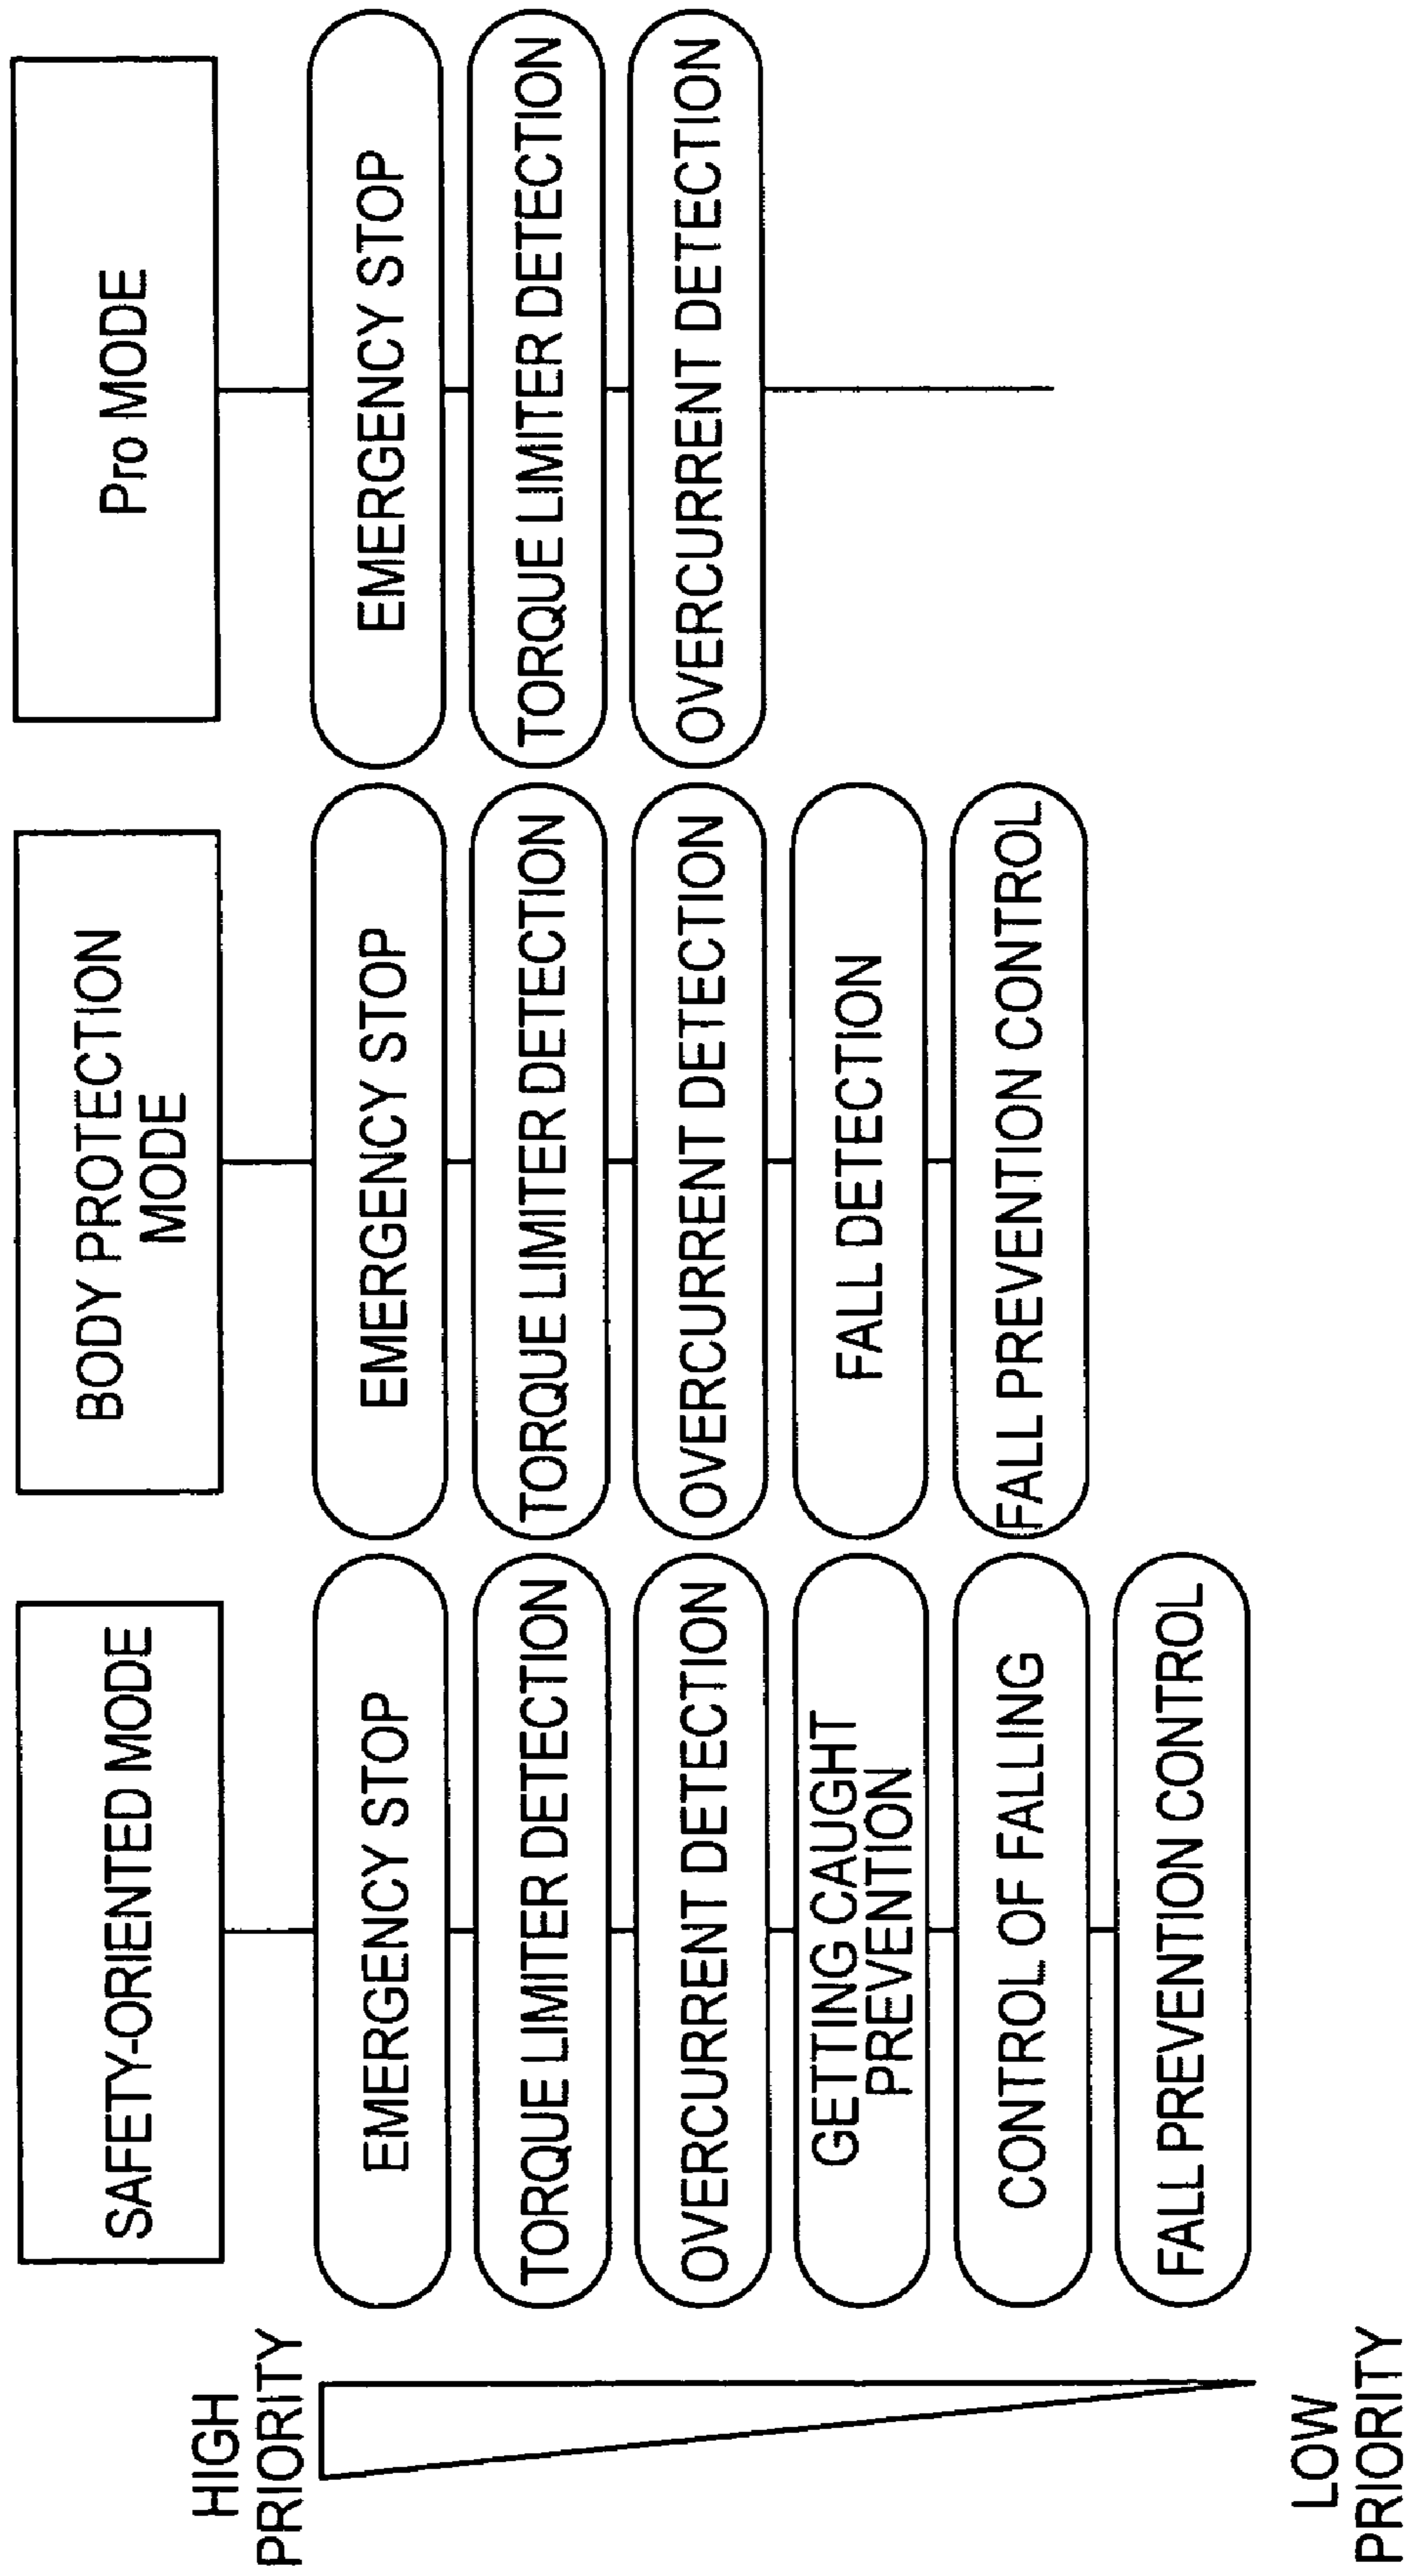 HIGH
PRIORITY
LOW
PRIORITY
SAFETY-ORIENTED MODE
EMERGENCY STOP
TORQUE LIMITER DETECTION
OVERCURRENT DETECTION
GETTING CAUGHT
PREVENTION
CONTROL OF FALLING
FALL PREVENTION CONTROL
BODY PROTECTION
MODE
EMERGENCY STOP
TORQUE LIMITER DETECTION
OVERCURRENT DETECTION
FALL DETECTION
FALL PREVENTION CONTROL
Pro MODE
EMERGENCY STOP
TORQUE LIMITER DETECTION
OVERCURRENT DETECTION